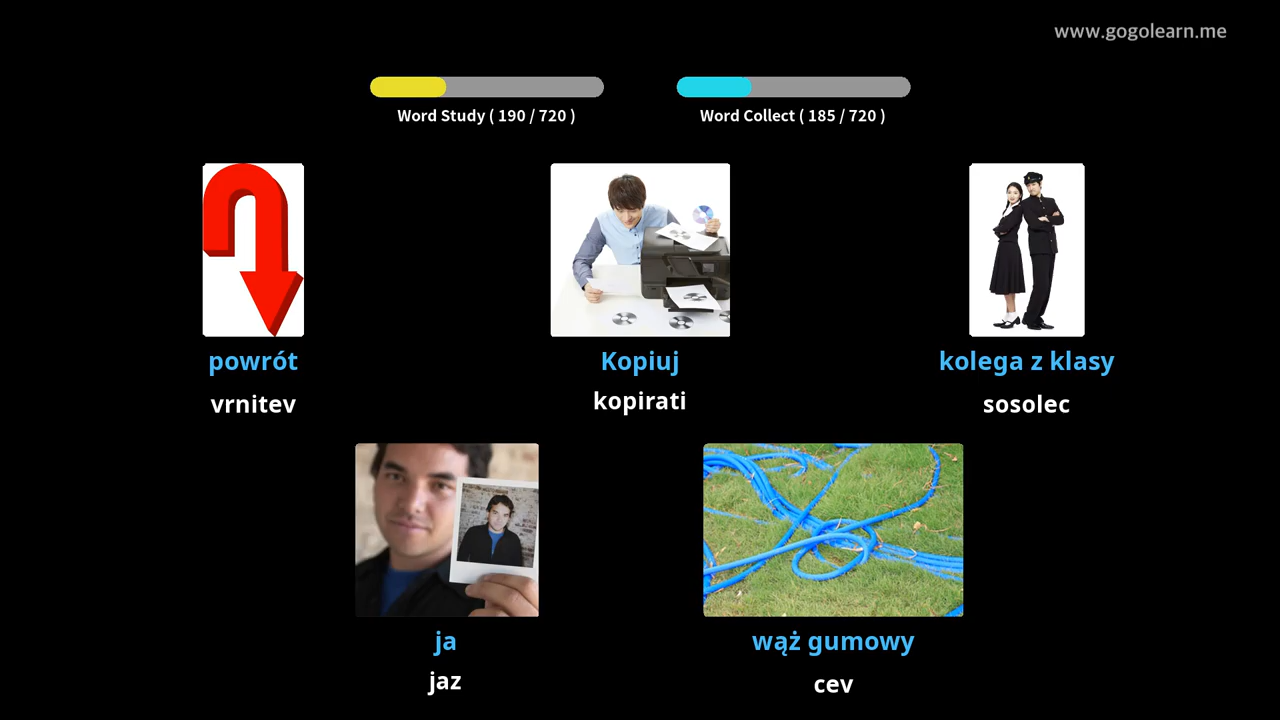 www.gogolearn.me
Word Study ( 190 / 720 )
Word Collect ( 185 / 720 )
powrót
Kopiuj
kolega z klasy
vrnitev
kopirati
sosolec
ja
wąż gumowy
jaz
cev